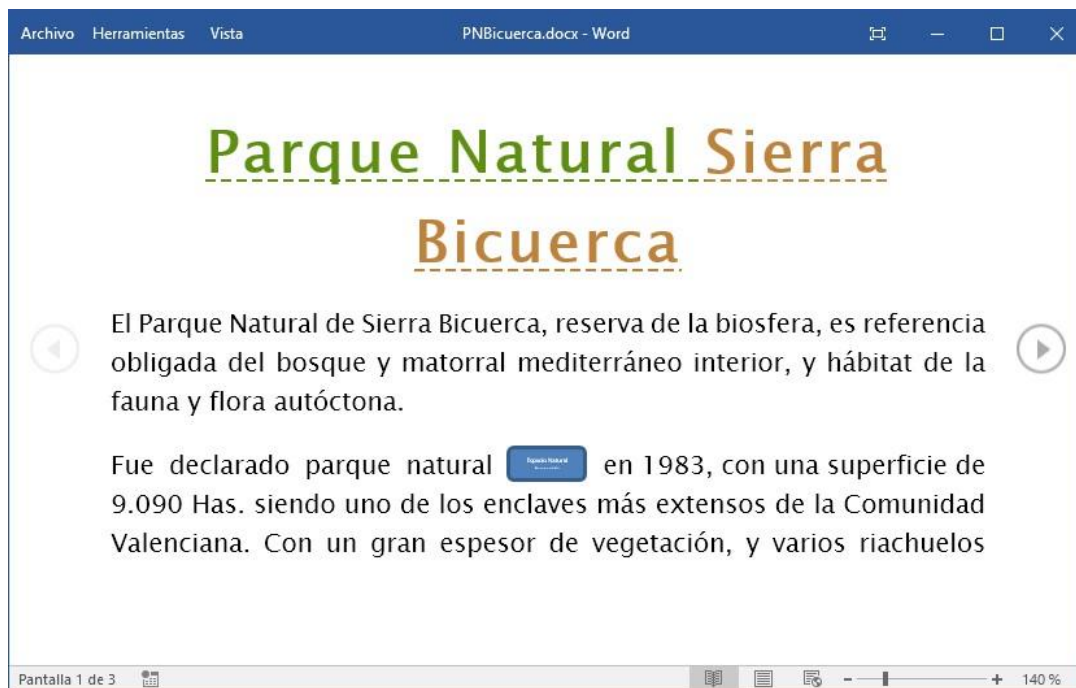 Archivo Herramientas Vista PNBicuerca.docx - Word
Parque Natural Sierra
Bicuerca
El Parque Natural de Sierra Bicuerca, reserva de la biosfera, es referencia
obligada del bosque y matorral mediterráneo interior, y hábitat de la
fauna y flora autóctona.
Fue declarado parque natural Espacio Natural en 1983, con una superficie de
9.090 Has. siendo uno de los enclaves más extensos de la Comunidad
Valenciana. Con un gran espesor de vegetación, y varios riachuelos
Pantalla 1 de 3 140 %